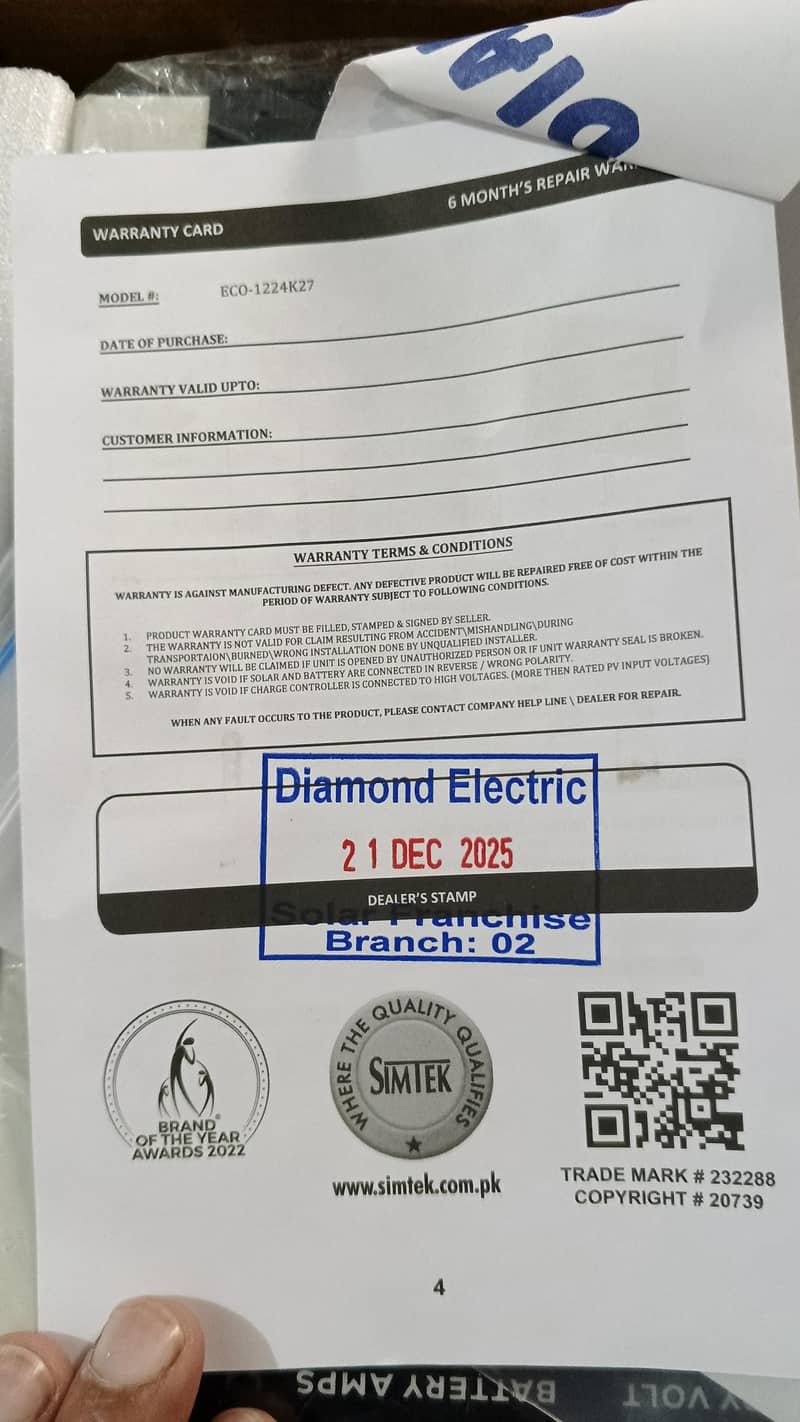 DIA
6 MONTH'S REPAIR
WARRANTY CARD
MODEL #: ECO-1224K27
DATE OF PURCHASE:
WARRANTY VALID UPTO:
CUSTOMER INFORMATION:
WARRANTY TERMS & CONDITIONS
WARRANTY IS AGAINST MANUFACTURING DEFECT. ANY DEFECTIVE PRODUCT WILL BE REPAIRED FREE OF COST WITHIN THE
PERIOD OF WARRANTY SUBJECT TO FOLLOWING CONDITIONS.
1. PRODUCT WARRANTY CARD MUST BE FILLED, STAMPED & SIGNED BY SELLER.
2. THE WARRANTY IS NOT VALID FOR CLAIM RESULTING FROM ACCIDENT\MISHANDLING\DURING
TRANSPORTAION\BURNED\WRONG INSTALLATION DONE BY UNQUALIFIED INSTALLER.
3. NO WARRANTY WILL BE CLAIMED IF UNIT IS OPENED BY UNAUTHORIZED PERSON OR IF UNIT WARRANTY SEAL IS BROKEN.
4. WARRANTY IS VOID IF SOLAR AND BATTERY ARE CONNECTED IN REVERSE / WRONG POLARITY.
5. WARRANTY IS VOID IF CHARGE CONTROLLER IS CONNECTED TO HIGH VOLTAGES. (MORE THEN RATED PV INPUT VOLTAGES)
WHEN ANY FAULT OCCURS TO THE PRODUCT, PLEASE CONTACT COMPANY HELP LINE \ DEALER FOR REPAIR.
Diamond Electric
21 DEC 2025
DEALER'S STAMP
Solar Franchise
Branch: 02
BRAND
OF THE YEAR
AWARDS 2022
WHERE THE QUALITY QUALIFIES
SIMTEK
www.simtek.com.pk
TRADE MARK # 232288
COPYRIGHT # 20739
4
BATTERY AMPS
VOLT